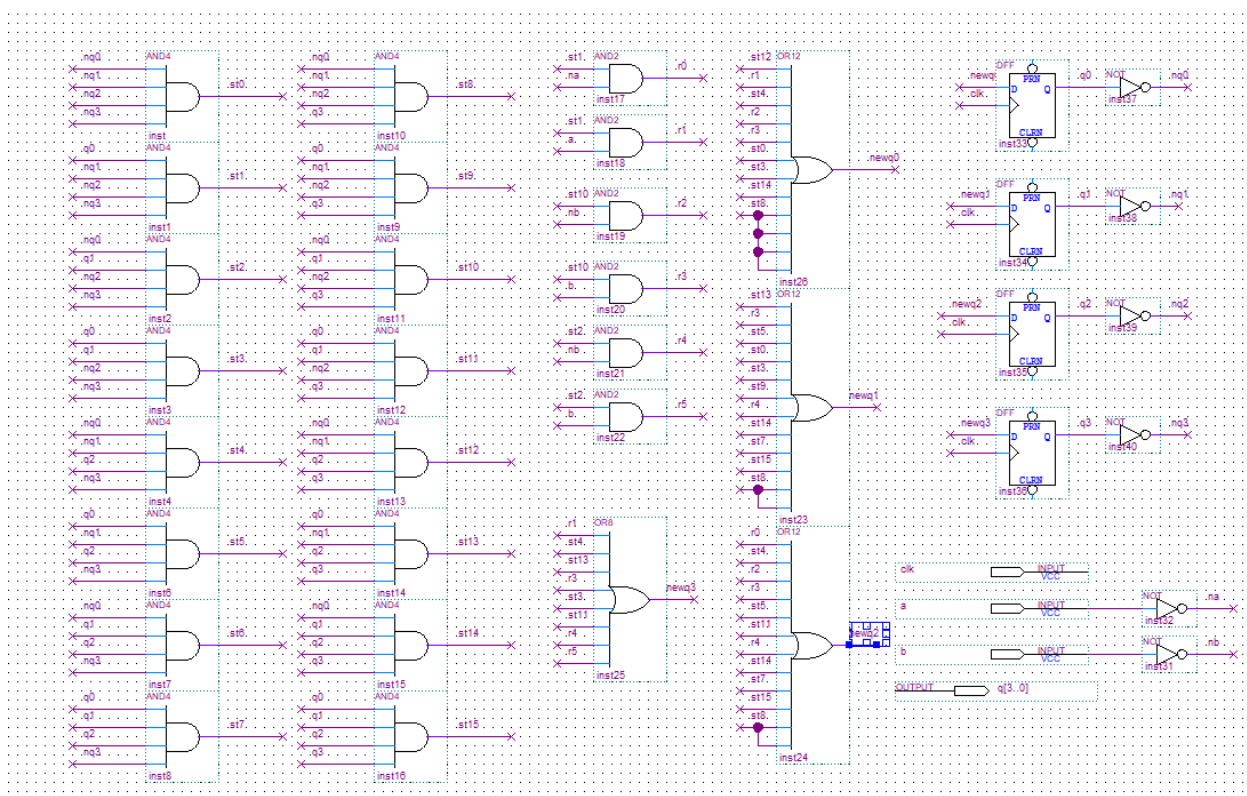 nq0 AND4
nq1
nq2
nq3
st0
inst
q0 AND4
nq1
nq2
nq3
st1
inst1
nq0 AND4
q1
nq2
nq3
st2
inst2
q0 AND4
q1
nq2
nq3
st3
inst3
nq0 AND4
nq1
q2
nq3
st4
inst4
q0 AND4
nq1
q2
nq3
st5
inst6
nq0 AND4
q1
q2
nq3
st6
inst7
q0 AND4
q1
q2
nq3
st7
inst8
nq0 AND4
nq1
nq2
q3
st8
inst10
q0 AND4
nq1
nq2
q3
st9
inst9
nq0 AND4
q1
nq2
q3
st10
inst11
q0 AND4
q1
nq2
q3
st11
inst12
nq0 AND4
nq1
q2
q3
st12
inst13
q0 AND4
nq1
q2
q3
st13
inst14
nq0 AND4
q1
q2
q3
st14
inst15
q0 AND4
q1
q2
q3
st15
inst16
st1 AND2
na
r0
inst17
st1 AND2
a
r1
inst18
st10 AND2
nb
r2
inst19
st10 AND2
b
r3
inst20
st2 AND2
nb
r4
inst21
st2 AND2
b
r5
inst22
r1 OR8
st4
st13
r3
st3
st11
r4
r5
newq3
inst25
st12 OR12
r1
st4
r2
r3
st0
st3
st14
st8
newq0
inst26
st13 OR12
r3
st5
st0
st3
st9
r4
st14
st7
st15
st8
newq1
inst23
r0 OR12
st4
r2
r3
st5
st11
r4
st14
st7
st15
st8
newq2
inst24
DFF
newq
clk
D PRN Q
CLRN
inst33
q0 NOT nq0
inst37
DFF
newq1
clk
D PRN Q
CLRN
inst34
q1 NOT nq1
inst38
DFF
newq2
clk
D PRN Q
CLRN
inst35
q2 NOT nq2
inst39
DFF
newq3
clk
D PRN Q
CLRN
inst36
q3 NOT nq3
inst40
clk INPUT
VCC
a INPUT
VCC
NOT na
inst32
b INPUT
VCC
NOT nb
inst31
OUTPUT q[3..0]